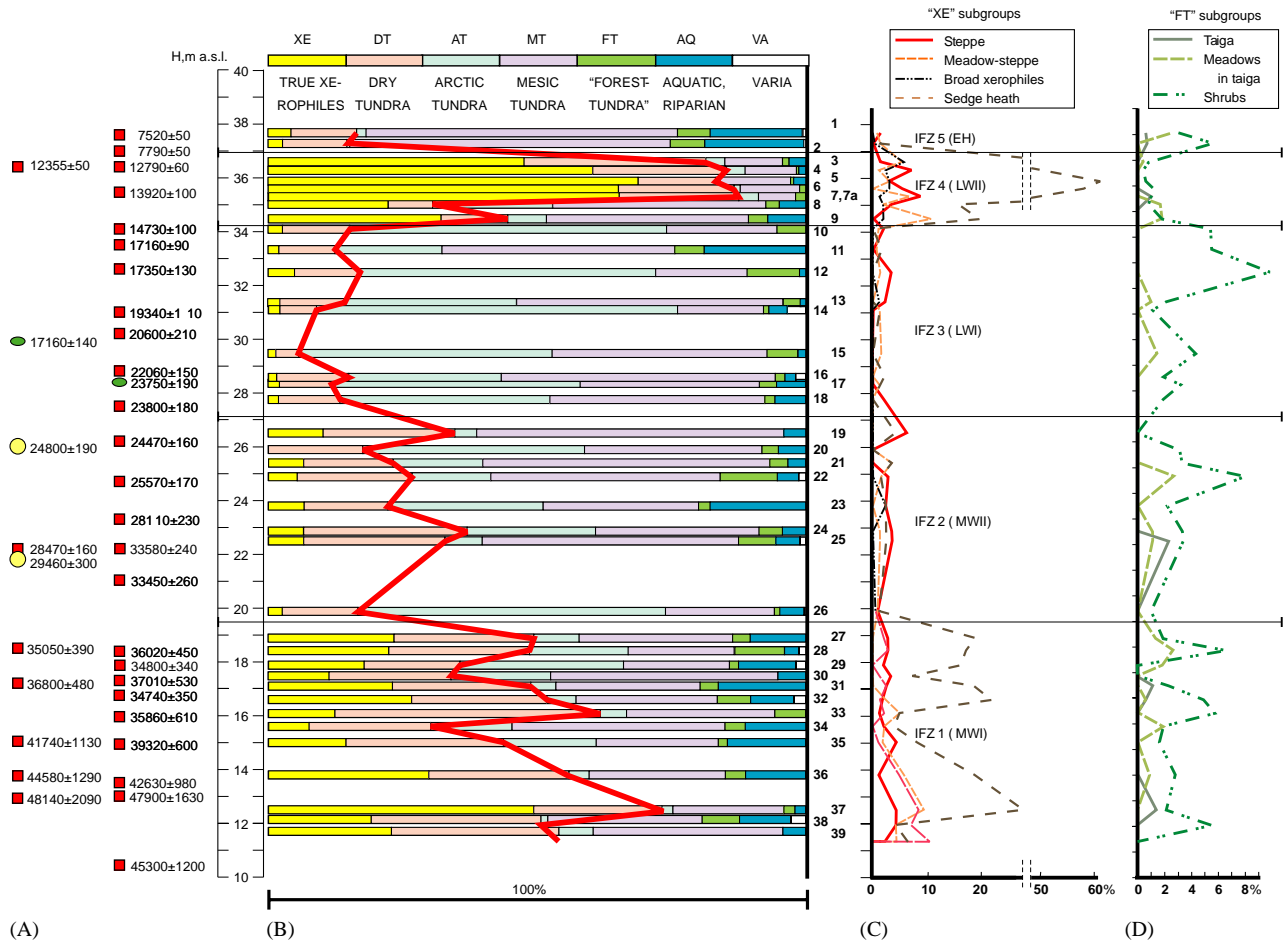 "XE" subgroups
"FT" subgroups
XE DT AT MT FT AQ VA
H,m a.s.l.
TRUE XE-
ROPHILES
DRY
TUNDRA
ARCTIC
TUNDRA
MESIC
TUNDRA
"FOREST-
TUNDRA"
AQUATIC,
RIPARIAN
VARIA
Steppe
Meadow-steppe
Broad xerophiles
Sedge heath
Taiga
Meadows
in taiga
Shrubs
12355±50
17160±140
24800±190
28470±160
29460±300
35050±390
36800±480
41740±1130
44580±1290
48140±2090
7520±50
7790±50
12790±60
13920±100
14730±100
17160±90
17350±130
19340±1 10
20600±210
22060±150
23750±190
23800±180
24470±160
25570±170
281 10±230
33580±240
33450±260
36020±450
34800±340
37010±530
34740±350
35860±610
39320±600
42630±980
47900±1630
45300±1200
40
38
36
34
32
30
28
26
24
22
20
18
16
14
12
10
1
2
3
4
5
6
7,7a
8
9
10
11
12
13
14
15
16
17
18
19
20
21
22
23
24
25
26
27
28
29
30
31
32
33
34
35
36
37
38
39
IFZ 5 (EH)
IFZ 4 ( LWII)
IFZ 3 ( LWI)
IFZ 2 ( MWII)
IFZ 1 ( MWI)
100%
0 10 20 50 60%
0 2 4 6 8%
(A) (B) (C) (D)